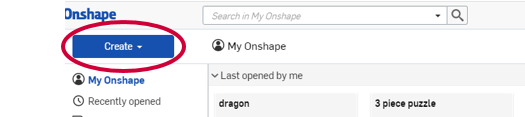 Onshape
Search in My Onshape
Create
My Onshape
My Onshape
Recently opened
Last opened by me
dragon
3 piece puzzle